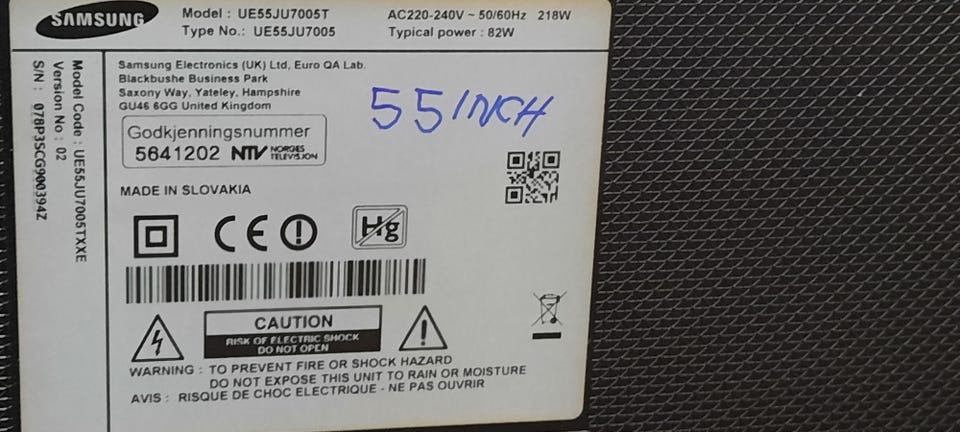 SAMSUNG
Model : UE55JU7005T
Type No.: UE55JU7005
AC220-240V ~ 50/60Hz 218W
Typical power : 82W
Model Code : UE55JU7005TXXE
Version No : 02
S/N : 078P3SCG900394Z
Samsung Electronics (UK) Ltd, Euro QA Lab.
Blackbushe Business Park
Saxony Way, Yateley, Hampshire
GU46 6GG United Kingdom
55 INCH
Godkjenningsnummer
5641202 NTV NORGES
TELEVISJON
MADE IN SLOVAKIA
CE
Hg
CAUTION
RISK OF ELECTRIC SHOCK
DO NOT OPEN
WARNING : TO PREVENT FIRE OR SHOCK HAZARD
DO NOT EXPOSE THIS UNIT TO RAIN OR MOISTURE
AVIS : RISQUE DE CHOC ELECTRIQUE - NE PAS OUVRIR